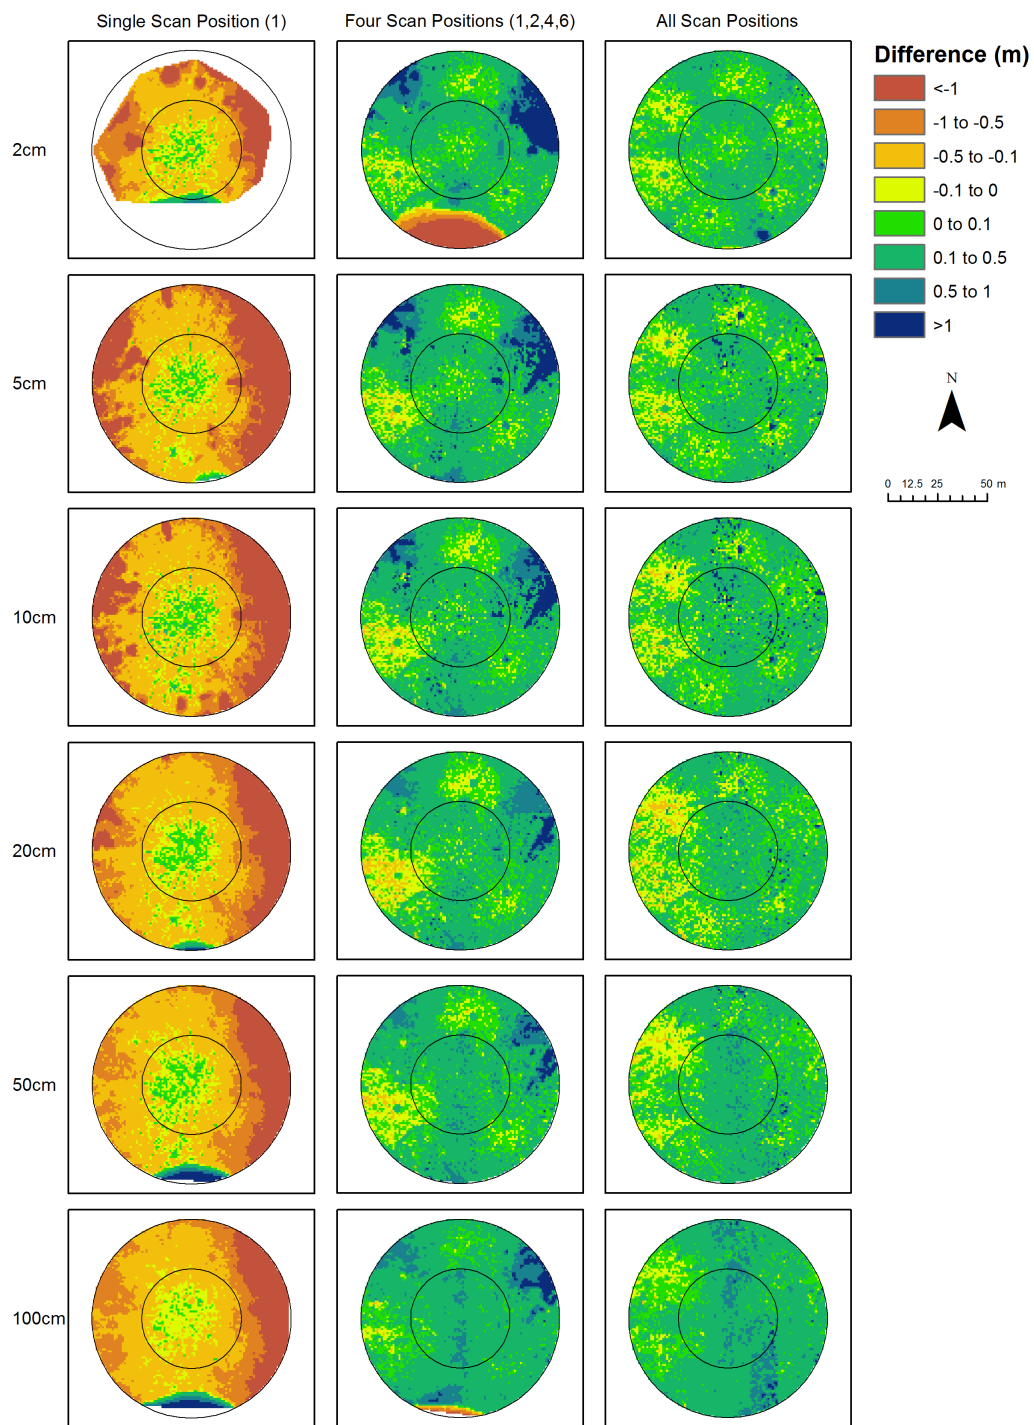 Single Scan Position (1)
Four Scan Positions (1,2,4,6)
All Scan Positions
Difference (m)
<-1
-1 to -0.5
-0.5 to -0.1
-0.1 to 0
0 to 0.1
0.1 to 0.5
0.5 to 1
>1
N
0 12.5 25 50 m
2cm
5cm
10cm
20cm
50cm
100cm